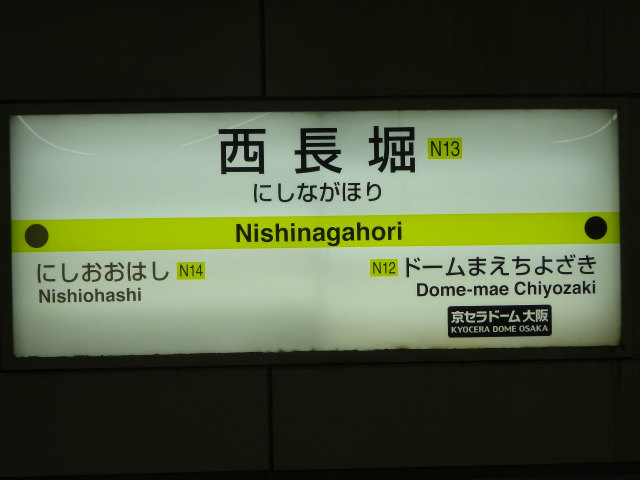 西長堀 N13
にしながほり
Nishinagahori
にしおおはし N14
Nishiohashi
N12 ドームまえちよざき
Dome-mae Chiyozaki
京セラドーム大阪
KYOCERA DOME OSAKA